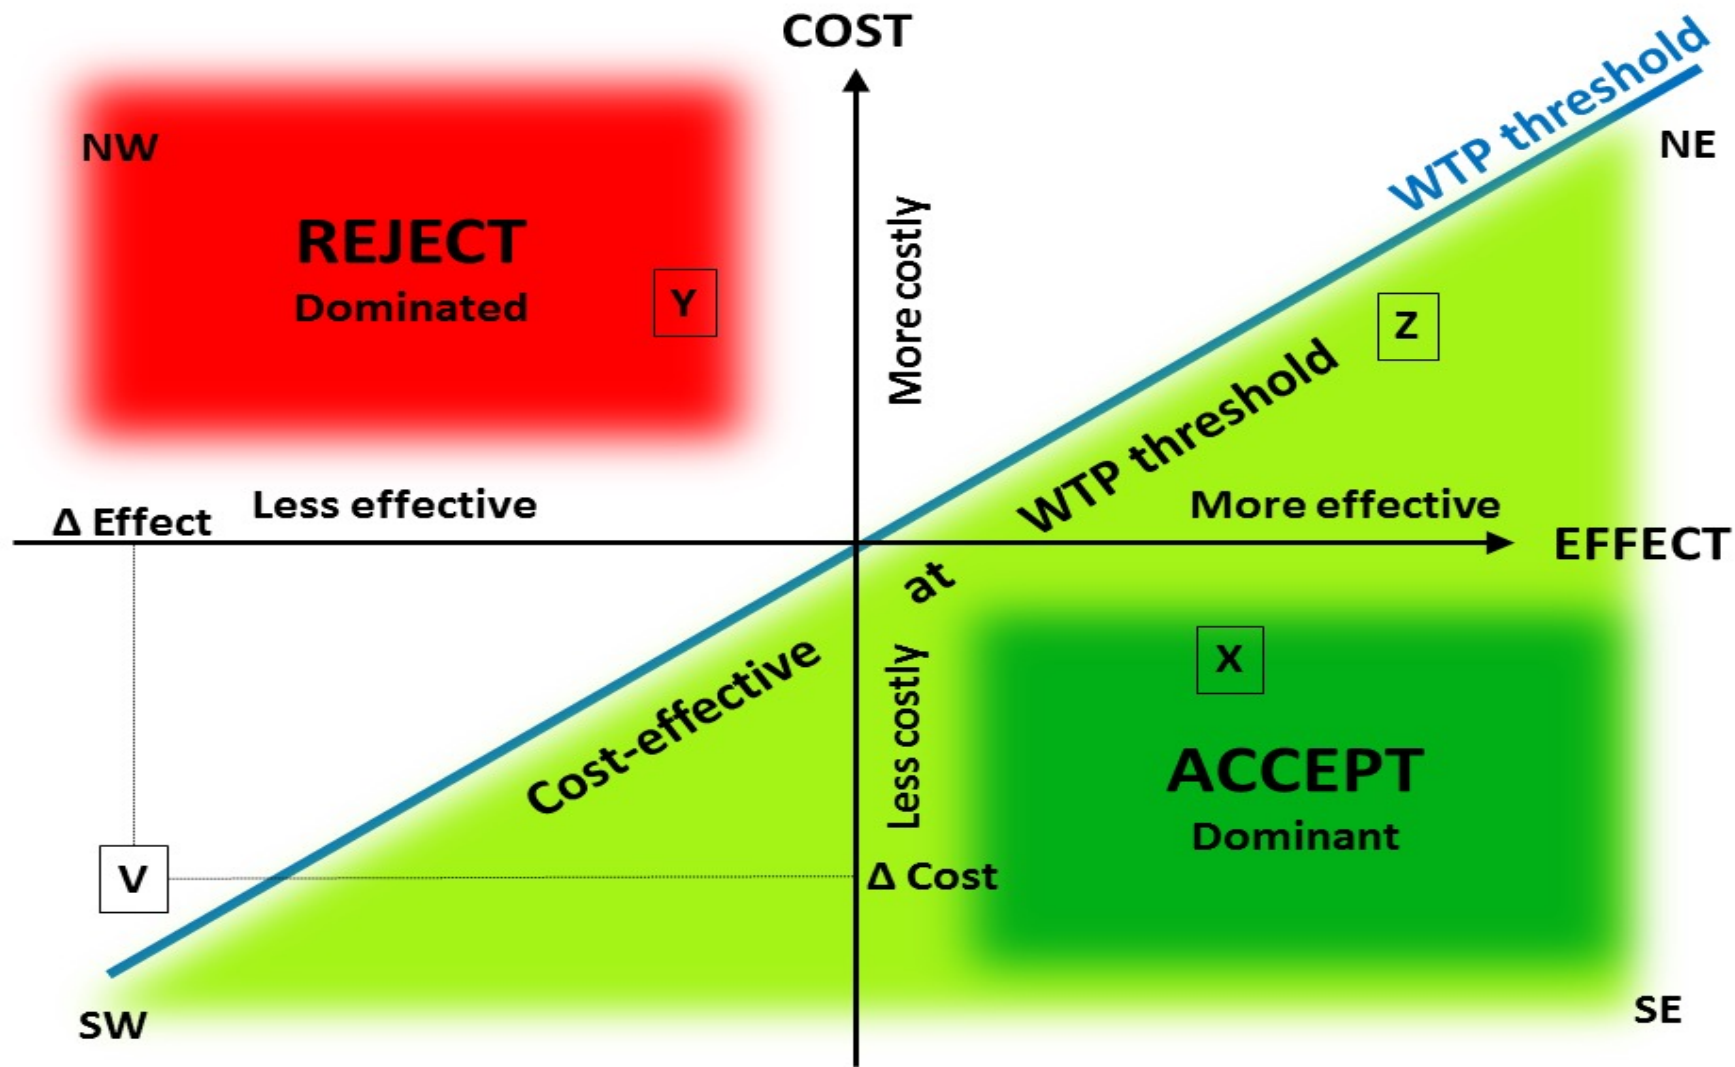 COST
WTP threshold
NW
NE
REJECT
Dominated
Y
More costly
Z
WTP threshold
Δ Effect
Less effective
More effective
EFFECT
at
Cost-effective
Less costly
X
ACCEPT
Dominant
V
Δ Cost
SW
SE